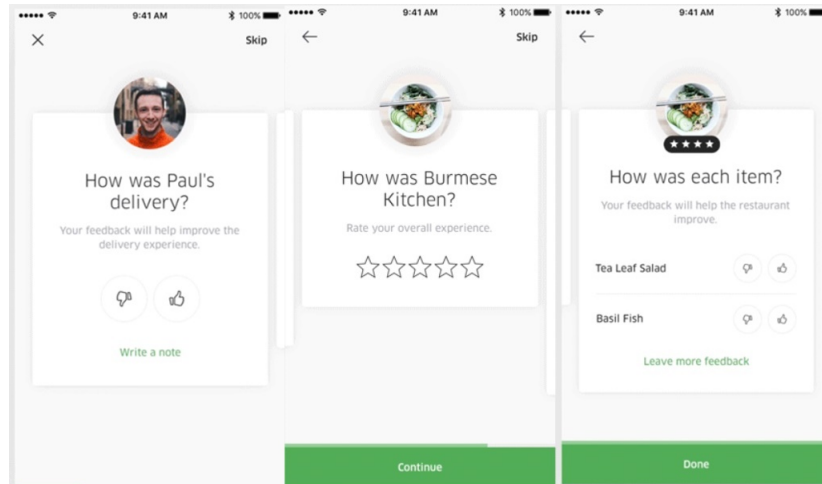 9:41 AM
100%
Skip
How was Paul's
delivery?
Your feedback will help improve the
delivery experience.
Write a note
9:41 AM
100%
Skip
How was Burmese
Kitchen?
Rate your overall experience.
Continue
9:41 AM
100%
How was each item?
Your feedback will help the restaurant
improve.
Tea Leaf Salad
Basil Fish
Leave more feedback
Done